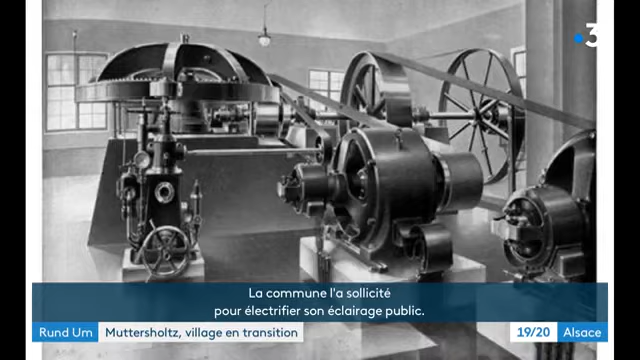 3
La commune l'a sollicité
pour électrifier son éclairage public.
Rund Um Muttersholtz, village en transition 19/20 Alsace